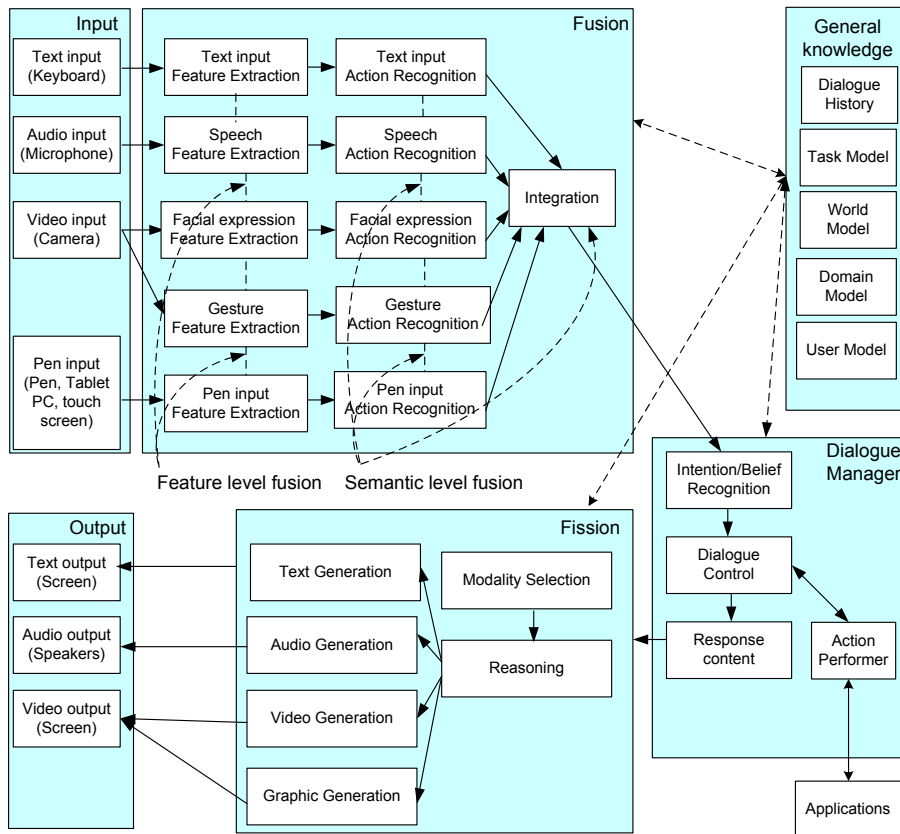 Input
Text input
(Keyboard)
Audio input
(Microphone)
Video input
(Camera)
Pen input
(Pen, Tablet
PC, touch
screen)
Fusion
Text input
Feature Extraction
Text input
Action Recognition
Speech
Feature Extraction
Speech
Action Recognition
Facial expression
Feature Extraction
Facial expression
Action Recognition
Gesture
Feature Extraction
Gesture
Action Recognition
Pen input
Feature Extraction
Pen input
Action Recognition
Integration
Feature level fusion
Semantic level fusion
General
knowledge
Dialogue
History
Task Model
World
Model
Domain
Model
User Model
Dialogue
Manager
Intention/Belief
Recognition
Dialogue
Control
Response
content
Action
Performer
Applications
Output
Text output
(Screen)
Audio output
(Speakers)
Video output
(Screen)
Fission
Text Generation
Audio Generation
Video Generation
Graphic Generation
Modality Selection
Reasoning